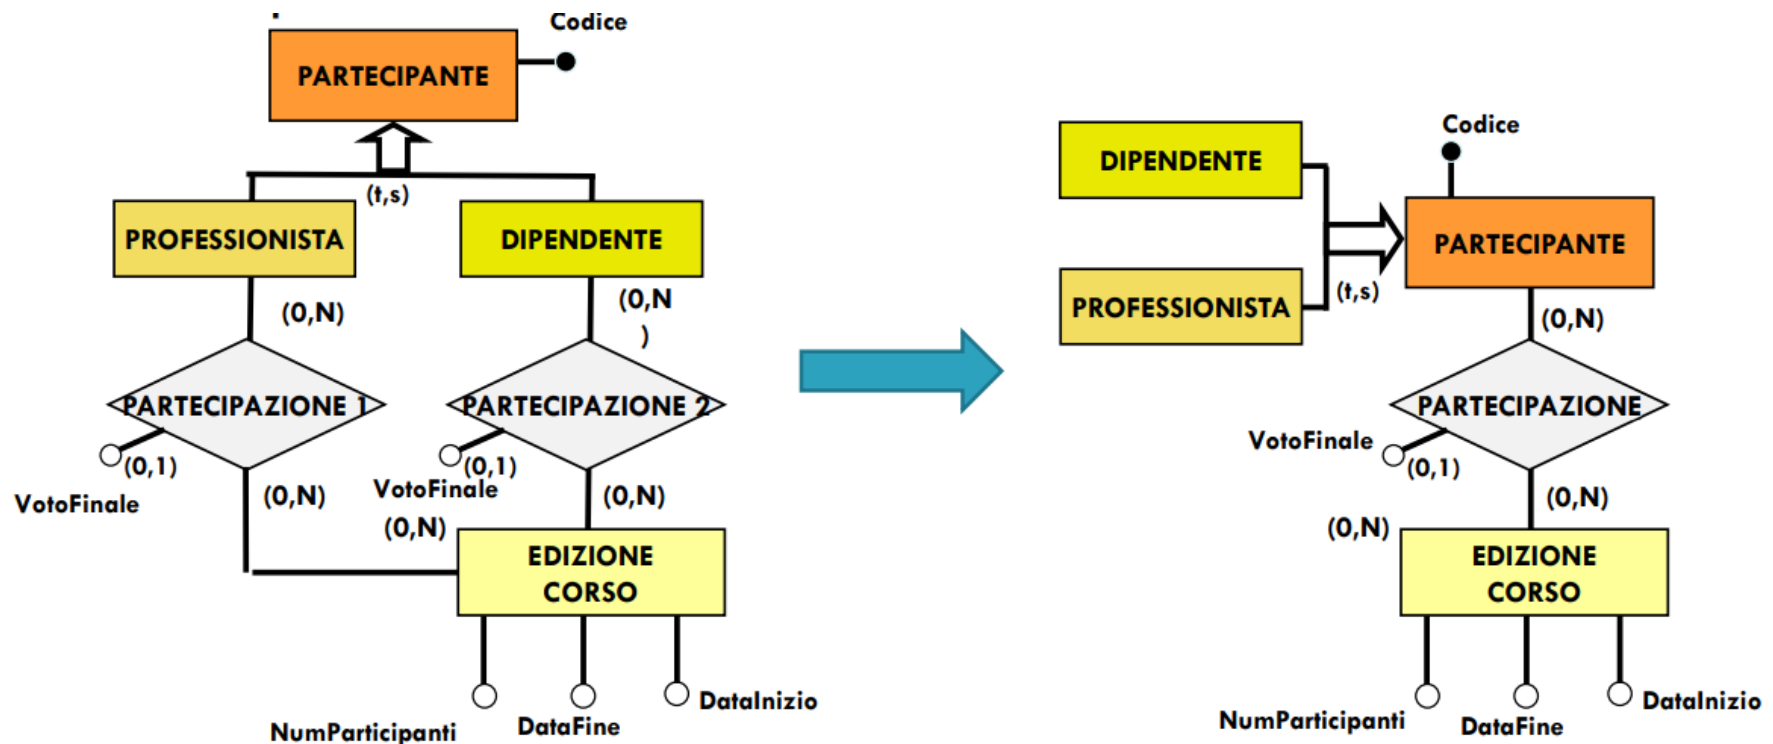 Codice
PARTECIPANTE
(t,s)
PROFESSIONISTA
DIPENDENTE
(0,N)
(0,N
)
PARTECIPAZIONE 1
PARTECIPAZIONE 2
(0,1)
VotoFinale
(0,N)
(0,1)
VotoFinale
(0,N)
(0,N)
EDIZIONE
CORSO
NumParticipanti
DataFine
DataInizio
Codice
DIPENDENTE
PARTECIPANTE
PROFESSIONISTA
(t,s)
(0,N)
PARTECIPAZIONE
VotoFinale
(0,1)
(0,N)
(0,N)
EDIZIONE
CORSO
NumParticipanti
DataFine
DataInizio